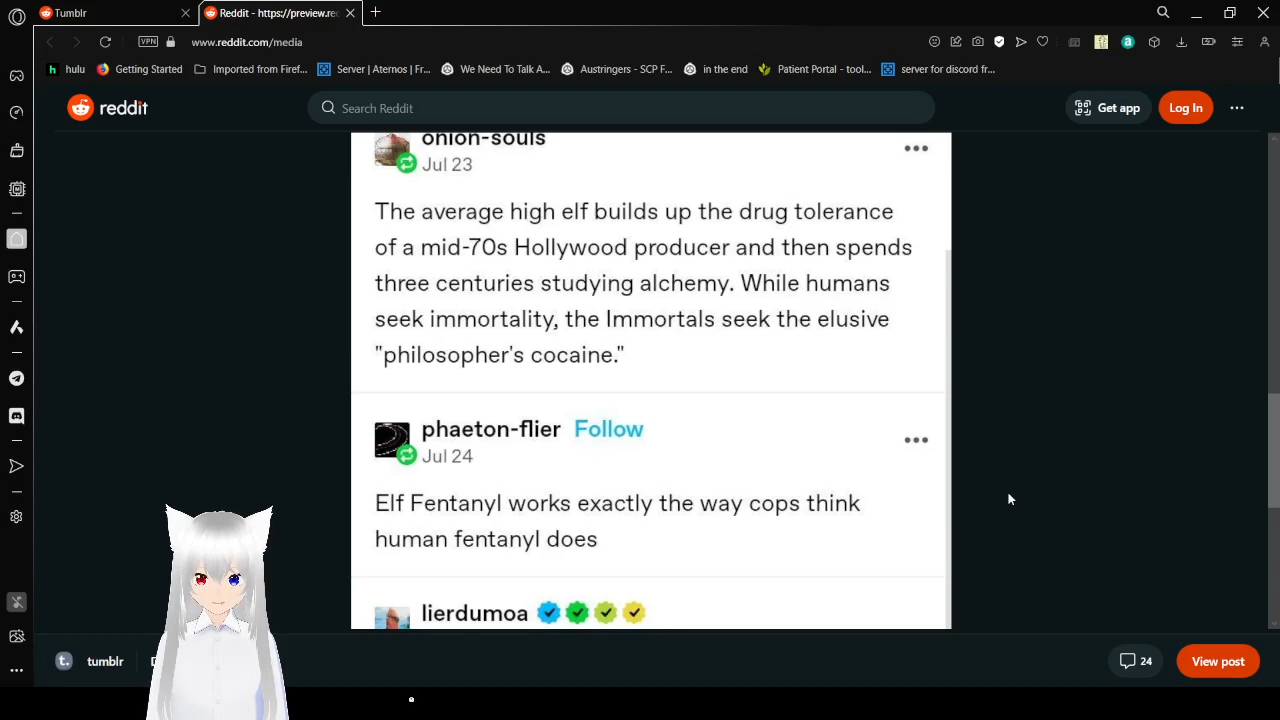 Tumblr
Reddit - https://preview.rec
VPN
www.reddit.com/media
hulu
Getting Started
Imported from Firef...
Server | Aternos | Fr...
We Need To Talk A...
Austringers - SCP F...
in the end
Patient Portal - tool...
server for discord fr...
reddit
Search Reddit
Get app
Log In
onion-souls
Jul 23
The average high elf builds up the drug tolerance
of a mid-70s Hollywood producer and then spends
three centuries studying alchemy. While humans
seek immortality, the Immortals seek the elusive
"philosopher's cocaine."
phaeton-flier Follow
Jul 24
Elf Fentanyl works exactly the way cops think
human fentanyl does
lierdumoa
tumblr
24
View post